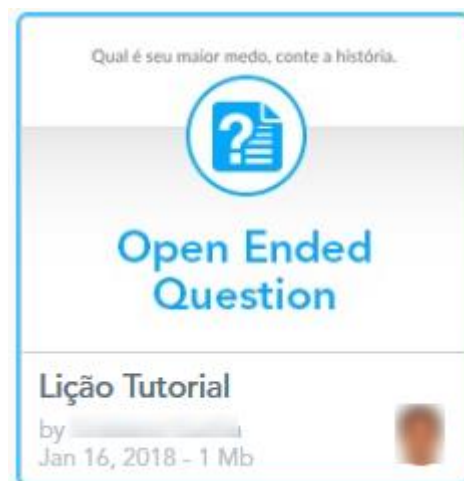 Qual é seu maior medo, conte a história.
?
Open Ended
Question
Lição Tutorial
by
Jan 16, 2018 - 1 Mb